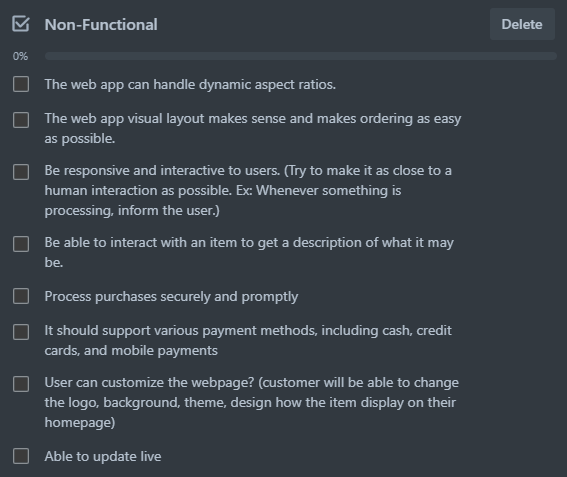 Non-Functional
Delete
0%
The web app can handle dynamic aspect ratios.
The web app visual layout makes sense and makes ordering as easy
as possible.
Be responsive and interactive to users. (Try to make it as close to a
human interaction as possible. Ex: Whenever something is
processing, inform the user.)
Be able to interact with an item to get a description of what it may
be.
Process purchases securely and promptly
It should support various payment methods, including cash, credit
cards, and mobile payments
User can customize the webpage? (customer will be able to change
the logo, background, theme, design how the item display on their
homepage)
Able to update live